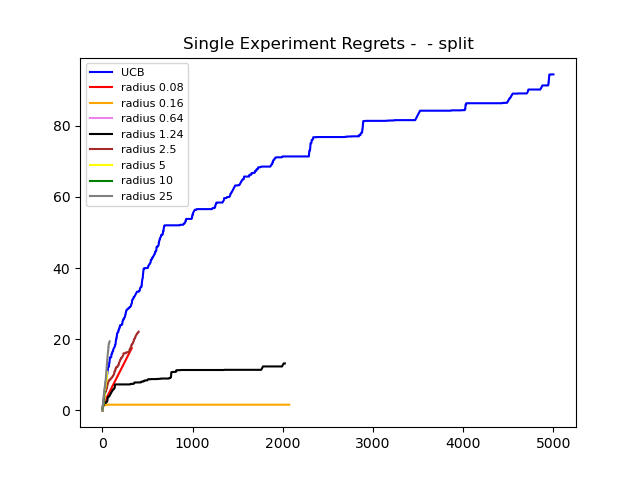 Single Experiment Regrets -  - split
UCB
radius 0.08
radius 0.16
radius 0.64
radius 1.24
radius 2.5
radius 5
radius 10
radius 25
80
60
40
20
0
0 1000 2000 3000 4000 5000